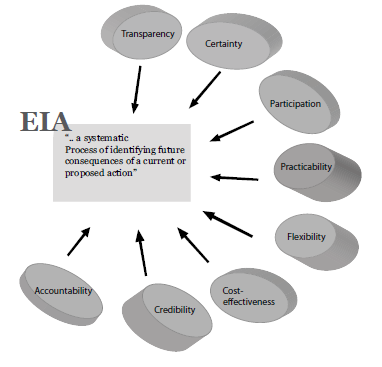 Transparency
Certainty
Participation
EIA
“.. a systematic
Process of identifying future
consequences of a current or
proposed action”
Practicability
Flexibility
Cost-
effectiveness
Credibility
Accountability